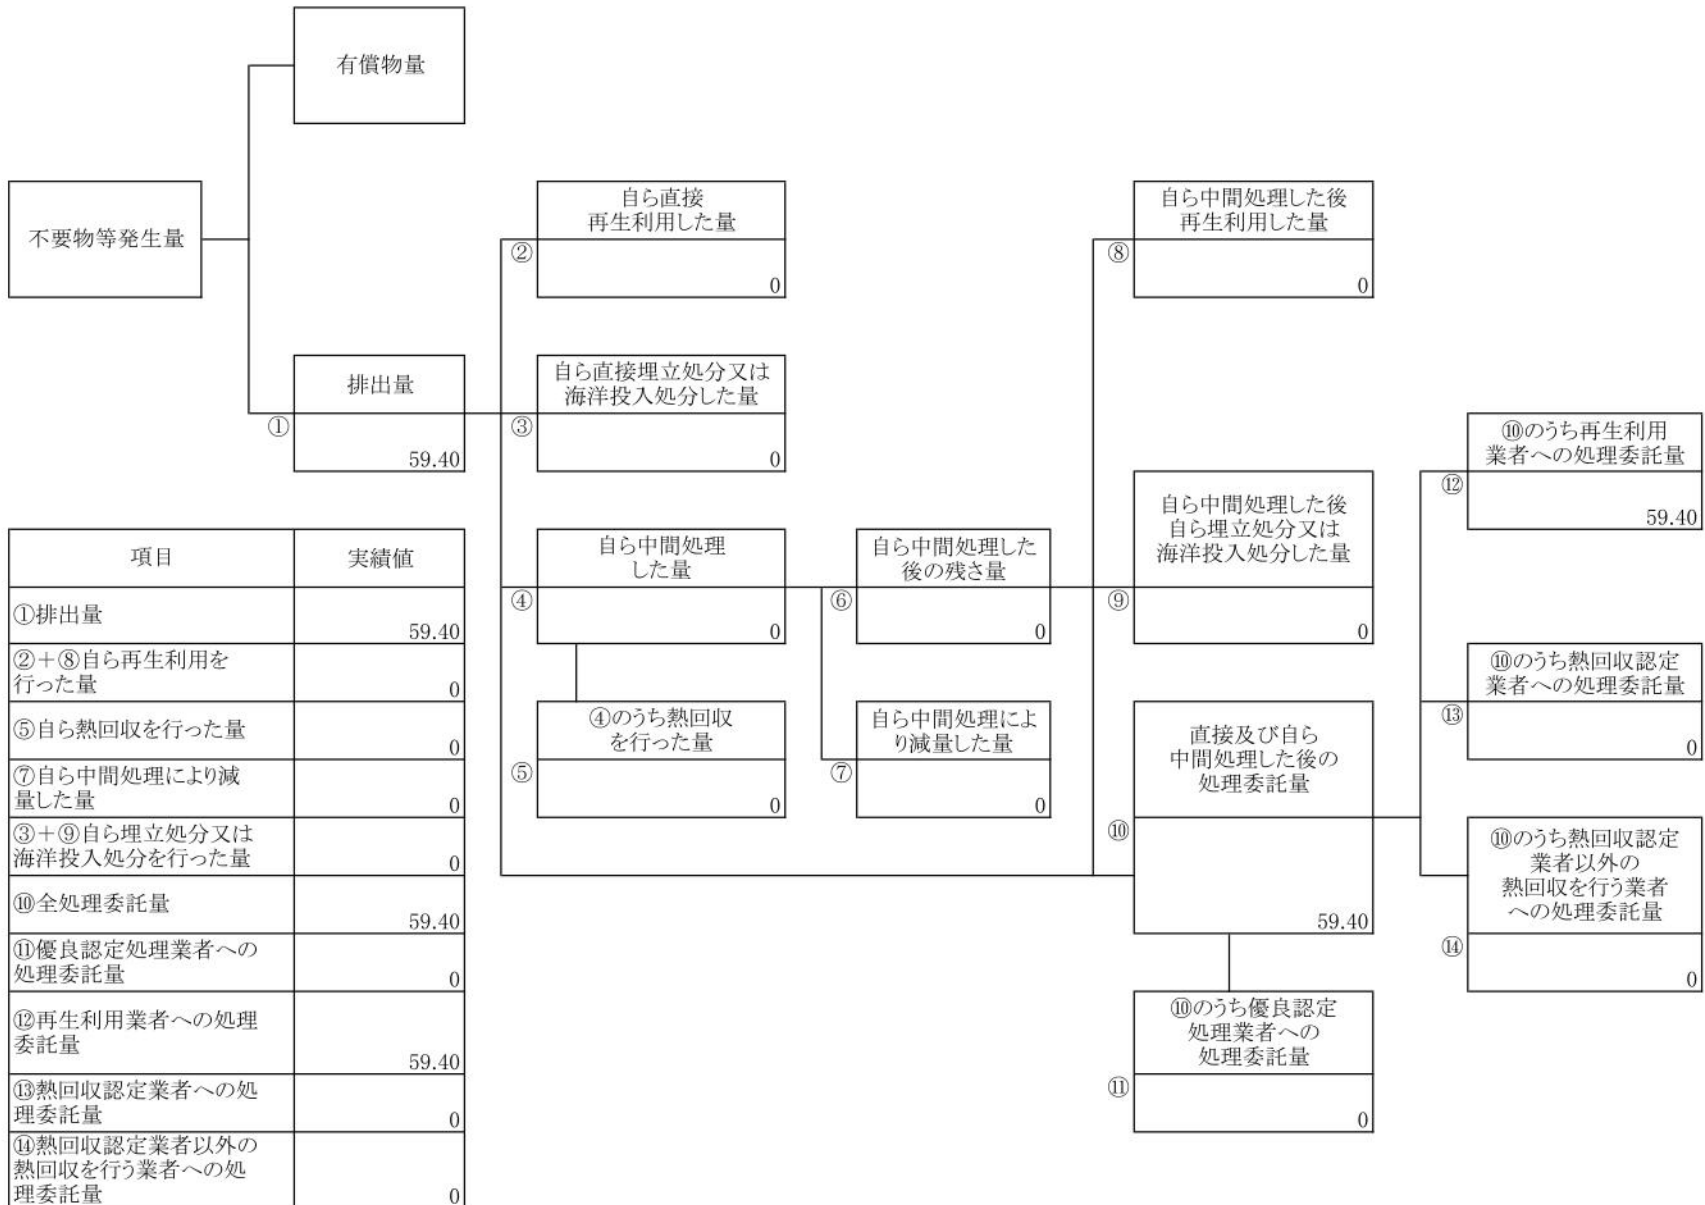 有償物量
不要物等発生量
自ら直接
再生利用した量
②
0
自ら中間処理した後
再生利用した量
⑧
0
排出量
①
59.40
自ら直接埋立処分又は
海洋投入処分した量
③
0
⑩のうち再生利用
業者への処理委託量
⑫
59.40
自ら中間処理
した量
④
0
自ら中間処理した
後の残さ量
⑥
0
自ら中間処理した後
自ら埋立処分又は
海洋投入処分した量
⑨
0
⑩のうち熱回収認定
業者への処理委託量
⑬
0
④のうち熱回収
を行った量
⑤
0
自ら中間処理によ
り減量した量
⑦
0
直接及び自ら
中間処理した後の
処理委託量
⑩
59.40
⑩のうち熱回収認定
業者以外の
熱回収を行う業者
への処理委託量
⑭
0
⑩のうち優良認定
処理業者への
処理委託量
⑪
0
項目 実績値
①排出量
59.40
②+⑧自ら再生利用を
行った量
0
⑤自ら熱回収を行った量
0
⑦自ら中間処理により減
量した量
0
③+⑨自ら埋立処分又は
海洋投入処分を行った量
0
⑩全処理委託量
59.40
⑪優良認定処理業者への
処理委託量
0
⑫再生利用業者への処理
委託量
59.40
⑬熱回収認定業者への処
理委託量
0
⑭熱回収認定業者以外の
熱回収を行う業者への処
理委託量
0